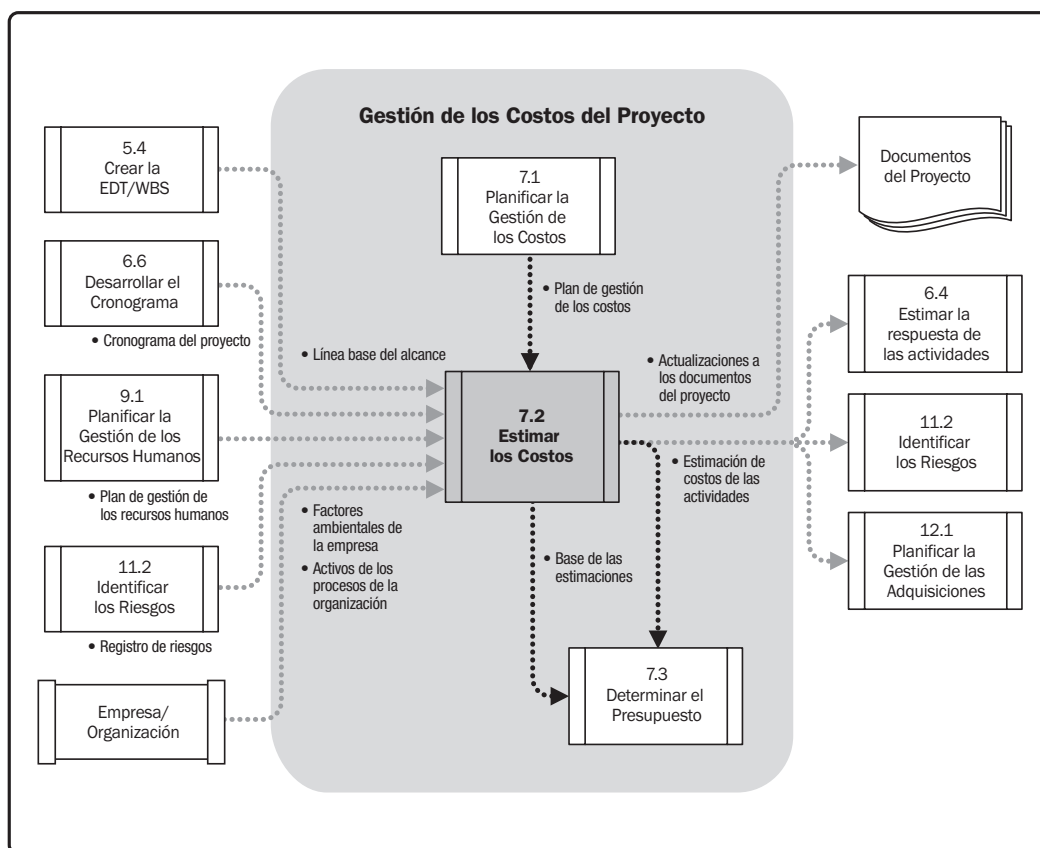 Gestión de los Costos del Proyecto
5.4
Crear la
EDT/WBS
6.6
Desarrollar el
Cronograma
• Cronograma del proyecto
9.1
Planificar la
Gestión de los
Recursos Humanos
• Plan de gestión de
los recursos humanos
11.2
Identificar
los Riesgos
• Registro de riesgos
Empresa/
Organización
7.1
Planificar la
Gestión de
los Costos
• Plan de gestión
de los costos
• Línea base del alcance
7.2
Estimar
los Costos
• Factores
ambientales de
la empresa
• Activos de los
procesos de la
organización
• Actualizaciones a
los documentos
del proyecto
• Estimación de
costos de las
actividades
• Base de las
estimaciones
7.3
Determinar el
Presupuesto
Documentos
del Proyecto
6.4
Estimar la
respuesta de
las actividades
11.2
Identificar
los Riesgos
12.1
Planificar la
Gestión de las
Adquisiciones